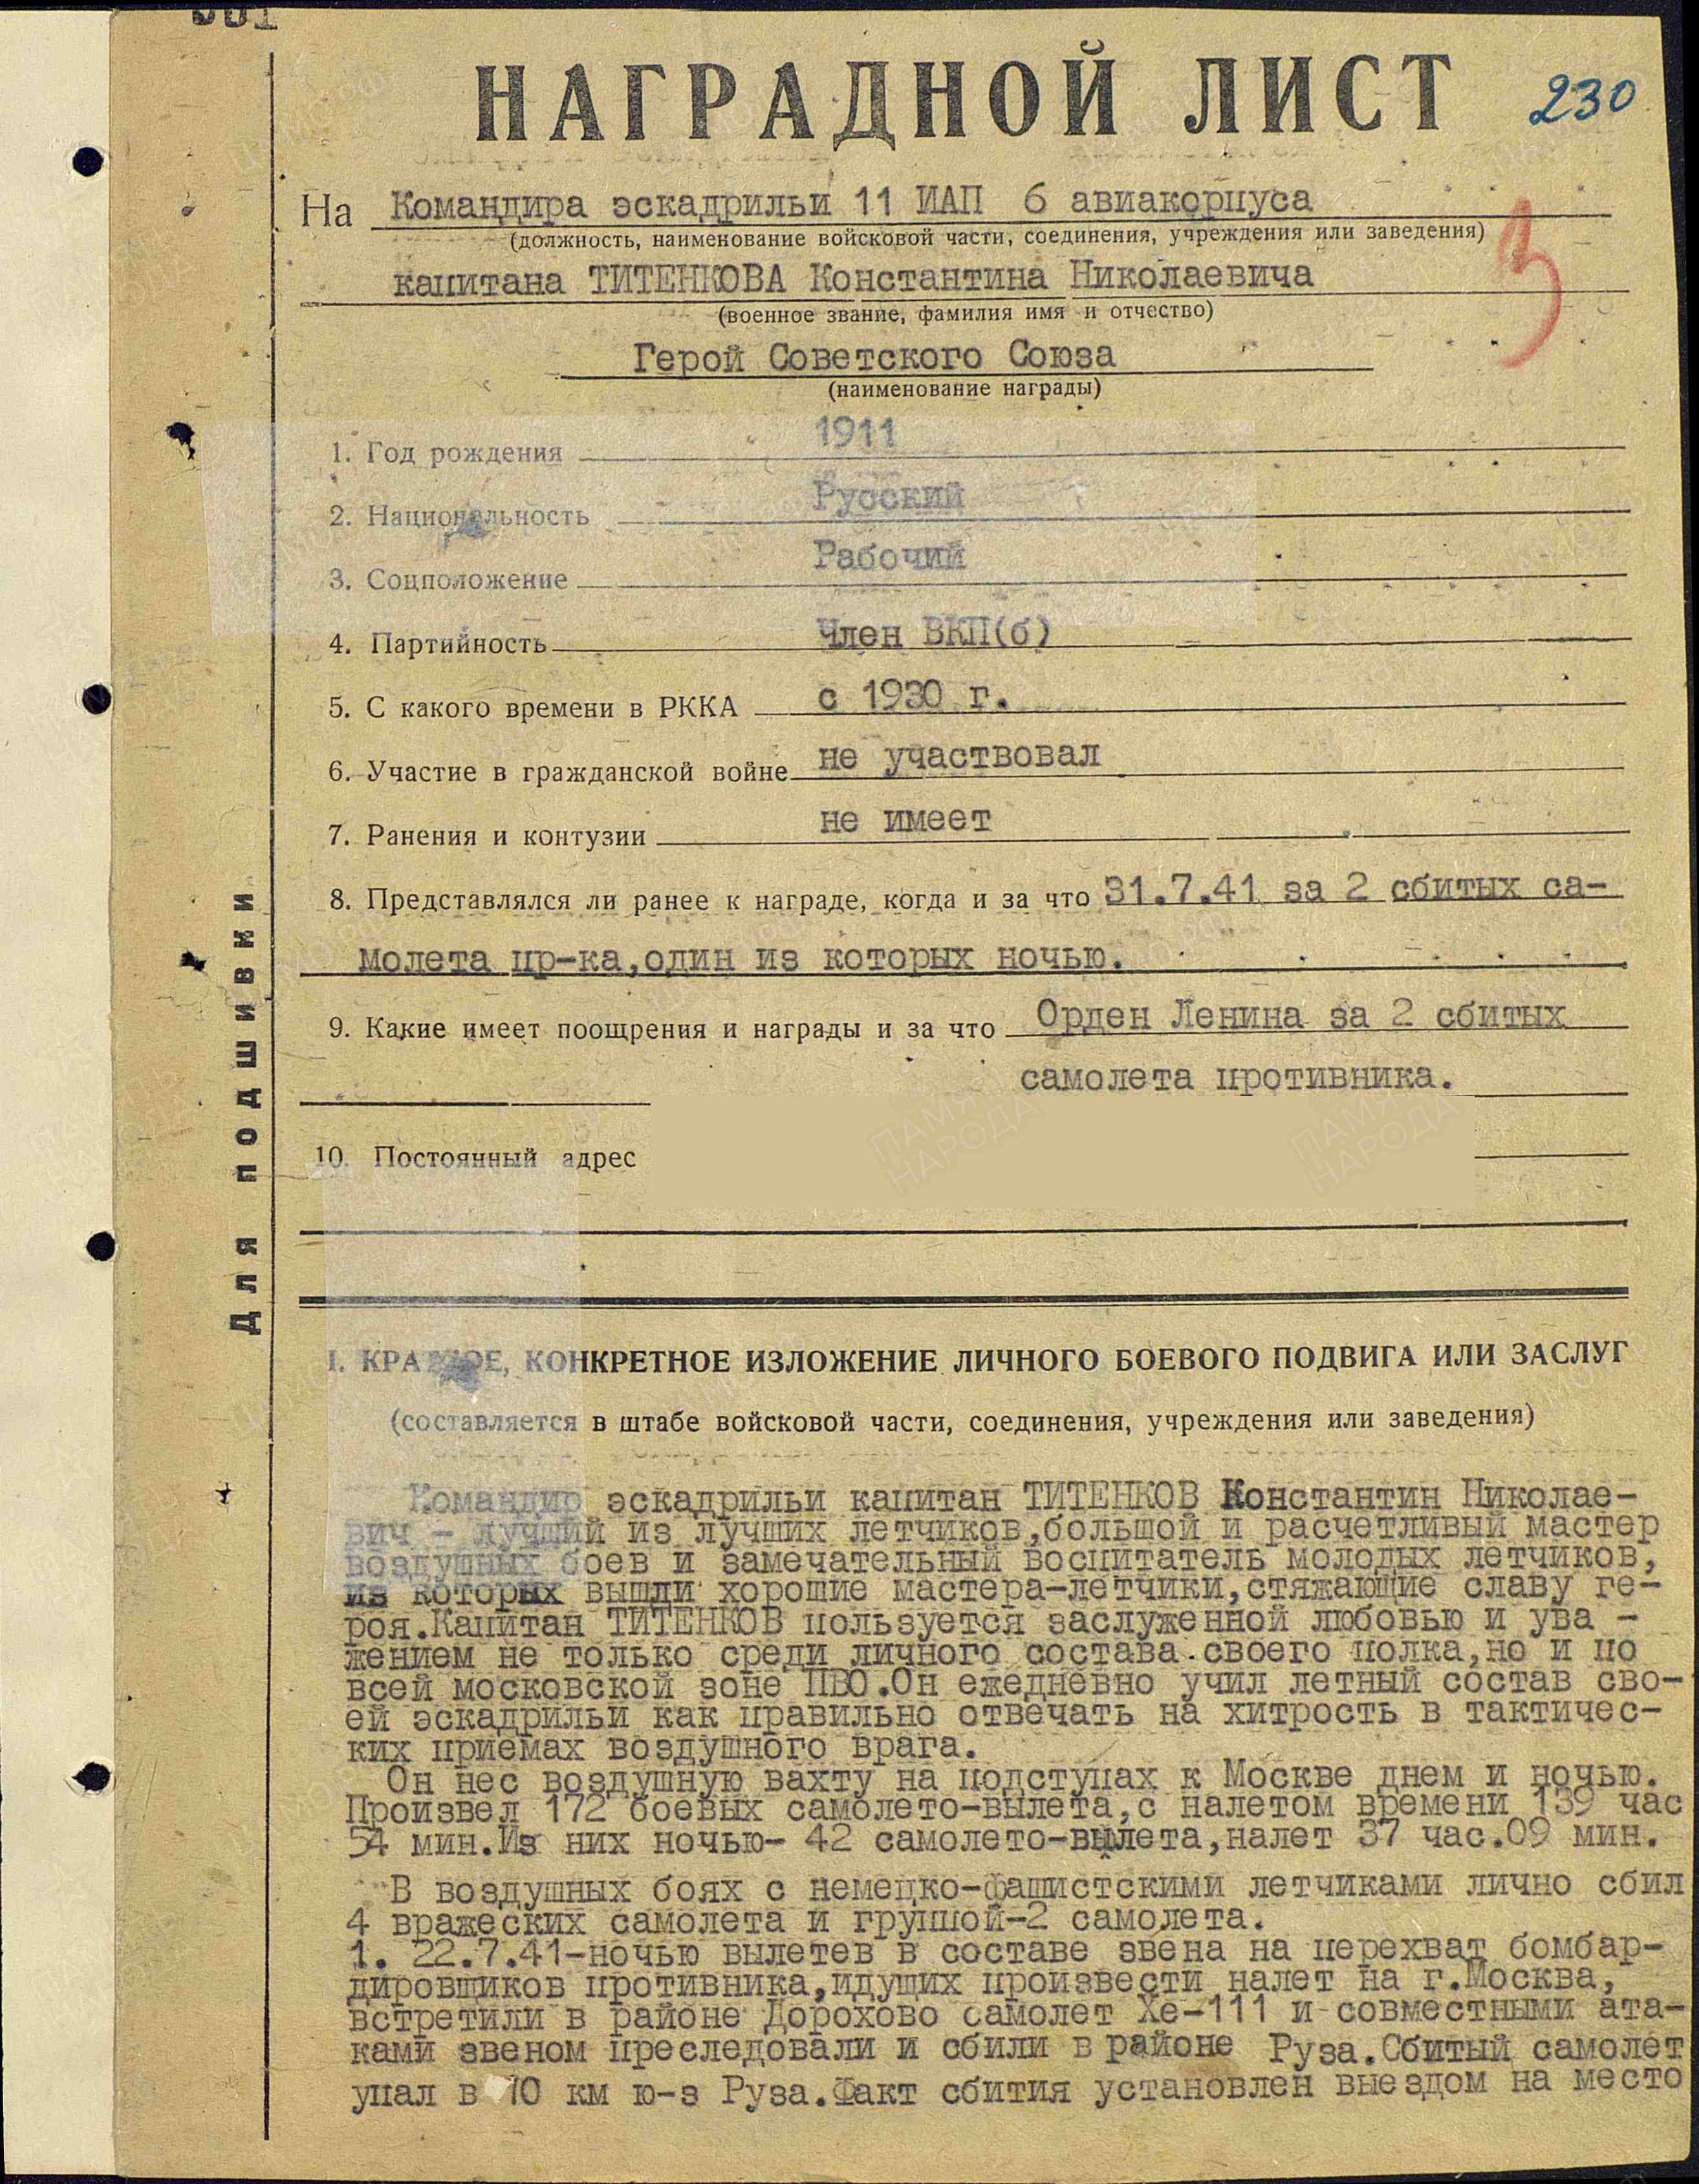 НАГРАДНОЙ ЛИСТ
230
На Командира эскадрильи 11 ИАП 6 авиакорпуса
(должность, наименование войсковой части, соединения, учреждения или заведения)
капитана ТИТЕНКОВА Константина Николаевича
(военное звание, фамилия имя и отчество)
Герой Советского Союза
(наименование награды)
1. Год рождения 1911
2. Национальность Русский
3. Соцположение Рабочий
4. Партийность Член ВКП(б)
5. С какого времени в РККА с 1930 г.
6. Участие в гражданской войне не участвовал
7. Ранения и контузии не имеет
8. Представлялся ли ранее к награде, когда и за что 31.7.41 за 2 сбитых са-
молета пр-ка,один из которых ночью.
9. Какие имеет поощрения и награды и за что Орден Ленина за 2 сбитых
самолета противника.
10. Постоянный адрес
Для подшивки
I. КРАТКОЕ, КОНКРЕТНОЕ ИЗЛОЖЕНИЕ ЛИЧНОГО БОЕВОГО ПОДВИГА ИЛИ ЗАСЛУГ
(составляется в штабе войсковой части, соединения, учреждения или заведения)
Командир эскадрильи капитан ТИТЕНКОВ Константин Николае-
вич - лучший из лучших летчиков,большой и расчетливый мастер
воздушных боев и замечательный воспитатель молодых летчиков,
из которых вышли хорошие мастера-летчики,стяжающие славу ге-
роя.Капитан ТИТЕНКОВ пользуется заслуженной любовью и ува -
жением не только среди личного состава своего полка,но и по
всей московской зоне ПВО.Он ежедневно учил летный состав сво-
ей эскадрильи как правильно отвечать на хитрость в тактичес-
ких приемах воздушного врага.
Он нес воздушную вахту на подступах к Москве днем и ночью.
Произвел 172 боевых самолето-вылета,с налетом времени 139 час
54 мин.Из них ночью- 42 самолето-вылета,налет 37 час.09 мин.
В воздушных боях с немецко-фашистскими летчиками лично сбил
4 вражеских самолета и группой-2 самолета.
1. 22.7.41-ночью вылетев в составе звена на перехват бомбар-
дировщиков противника,идущих произвести налет на г.Москва,
встретили в районе Дорохово самолет Хе-111 и совместными ата-
ками звеном преследовали и сбили в районе Руза.Сбитый самолет
упал в 10 км ю-з Руза.Факт сбития установлен выездом на место